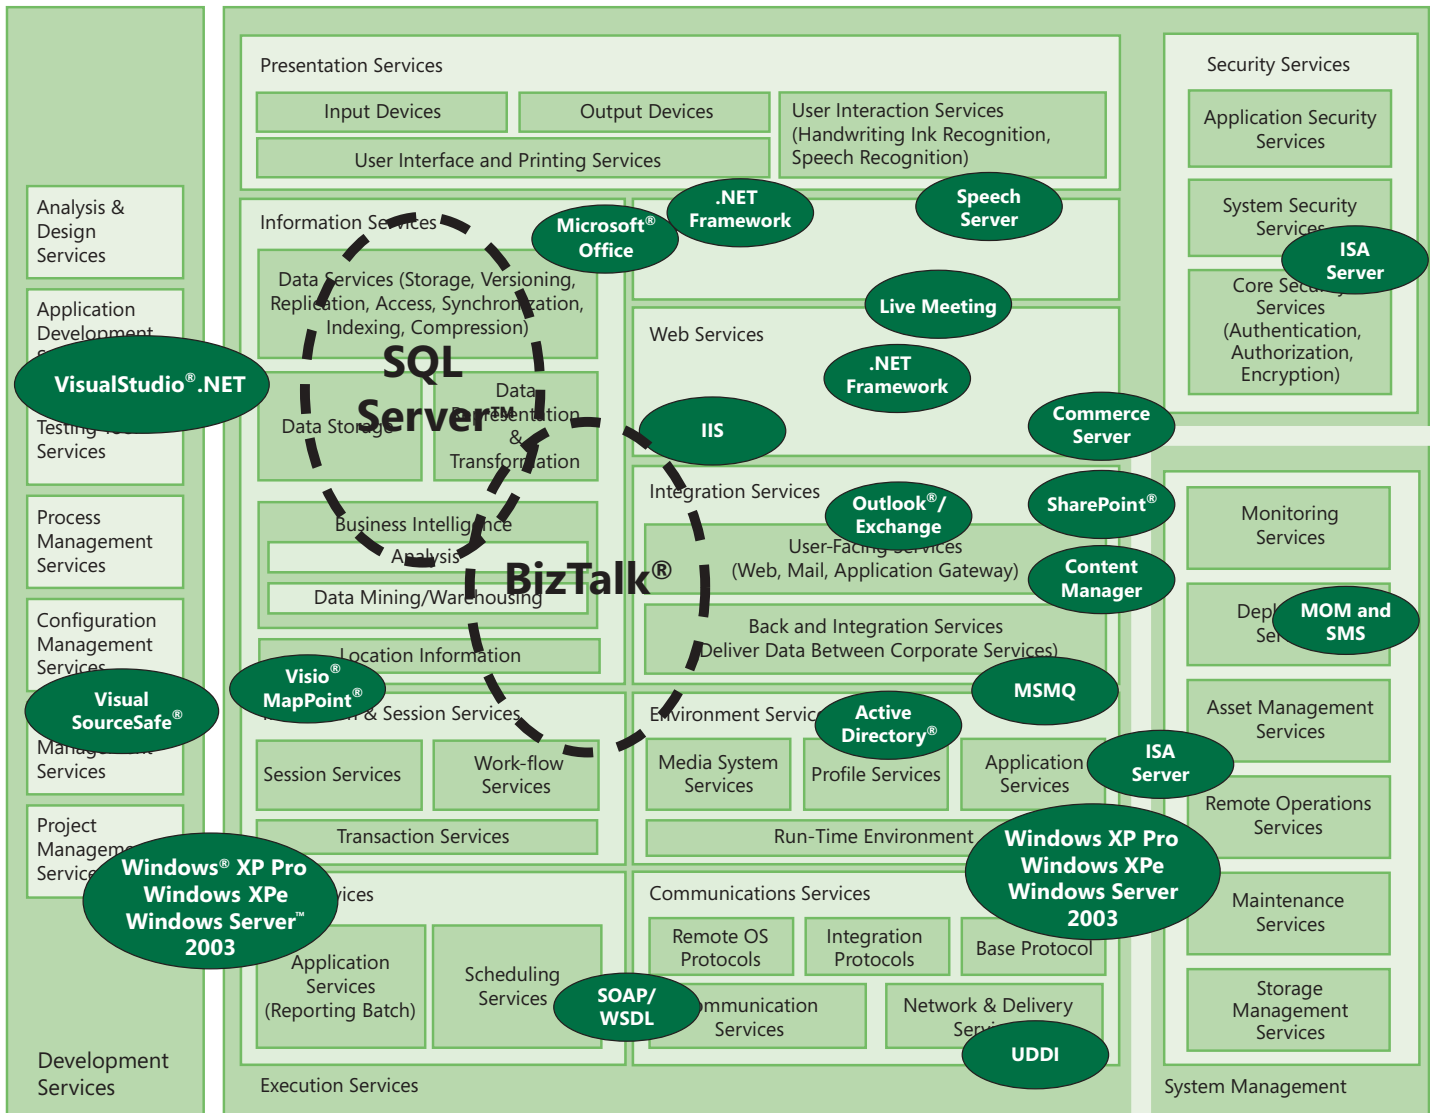 Presentation Services
Input Devices
Output Devices
User Interaction Services
(Handwriting Ink Recognition,
Speech Recognition)
User Interface and Printing Services
Security Services
Application Security
Services
System Security
Services
ISA
Server
Core Security
Services
(Authentication,
Authorization,
Encryption)
Analysis &
Design
Services
Application
Development
VisualStudio®.NET
Testing
Services
Process
Management
Services
Configuration
Management
Services
Visual
SourceSafe®
Management
Services
Project
Management
Services
Windows® XP Pro
Windows XPe
Windows Server™
2003
Development
Services
Information Services
Microsoft®
Office
.NET
Framework
Speech
Server
Data Services (Storage, Versioning,
Replication, Access, Synchronization,
Indexing, Compression)
SQL
Server™
Data Storage
Data
Representation
&
Transformation
Business Intelligence
Analysis
Data Mining/Warehousing
BizTalk®
Location Information
Visio®
MapPoint®
Live Meeting
Web Services
.NET
Framework
IIS
Commerce
Server
Integration Services
Outlook®/
Exchange
SharePoint®
User-Facing Services
(Web, Mail, Application Gateway)
Content
Manager
Back and Integration Services
(Deliver Data Between Corporate Services)
MSMQ
& Session Services
Session Services
Work-flow
Services
Transaction Services
Environment Services
Active
Directory®
Media System
Services
Profile Services
Application
Services
ISA
Server
Run-Time Environment
Windows XP Pro
Windows XPe
Windows Server
2003
Services
Application
Services
(Reporting Batch)
Scheduling
Services
SOAP/
WSDL
Communications Services
Remote OS
Protocols
Integration
Protocols
Base Protocol
Communication
Services
Network & Delivery
Services
UDDI
Execution Services
Monitoring
Services
MOM and
SMS
Asset Management
Services
Remote Operations
Services
Maintenance
Services
Storage
Management
Services
System Management